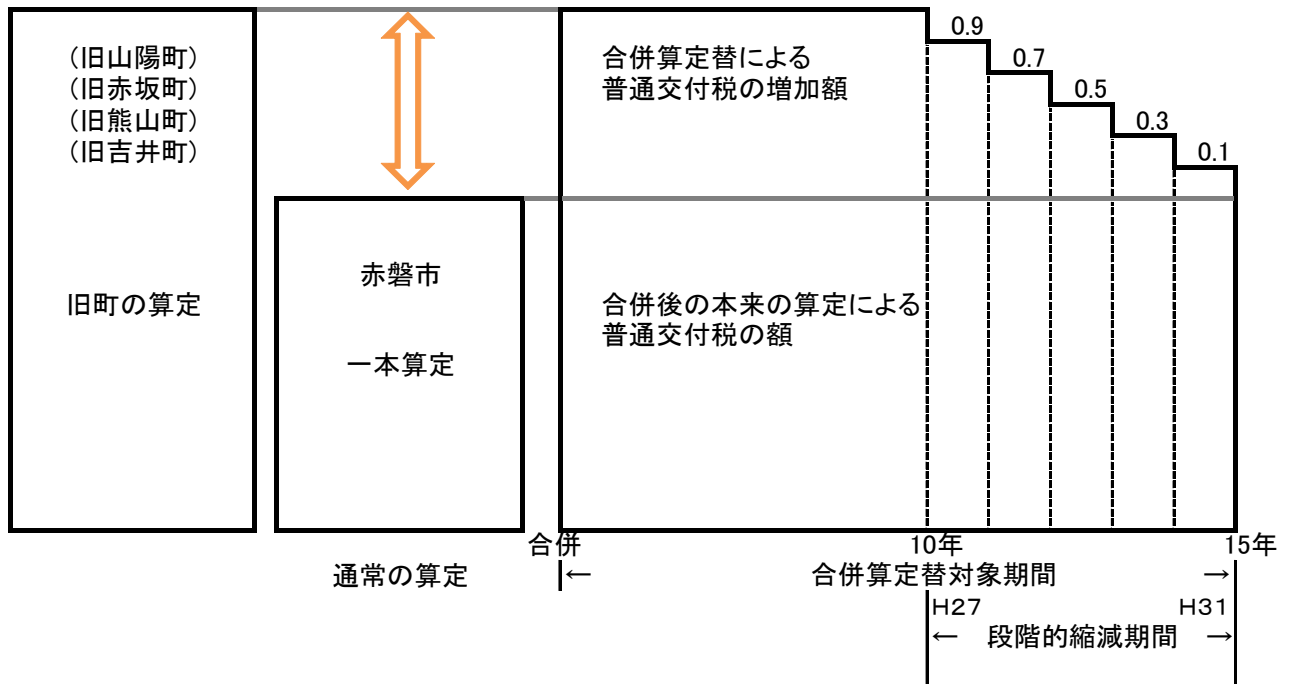 (旧山陽町)
(旧赤坂町)
(旧熊山町)
(旧吉井町)
旧町の算定
赤磐市
一本算定
通常の算定
合併算定替による
普通交付税の増加額
合併後の本来の算定による
普通交付税の額
0.9
0.7
0.5
0.3
0.1
合併
10年
15年
← 合併算定替対象期間 →
H27
H31
← 段階的縮減期間 →